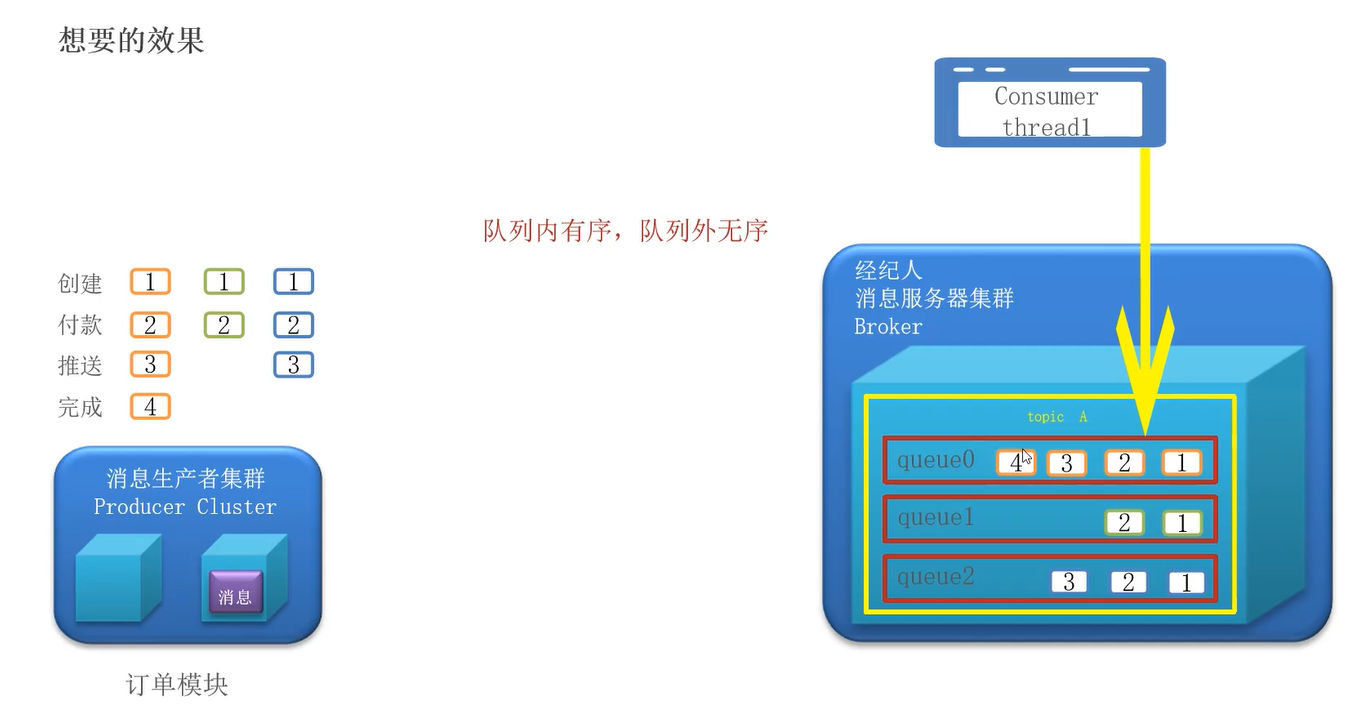 想要的效果
Consumer
thread1
队列内有序，队列外无序
创建 1 1 1
付款 2 2 2
推送 3 3
完成 4
消息生产者集群
Producer Cluster
消息
订单模块
经纪人
消息服务器集群
Broker
topic A
queue0 4 3 2 1
queue1 2 1
queue2 3 2 1